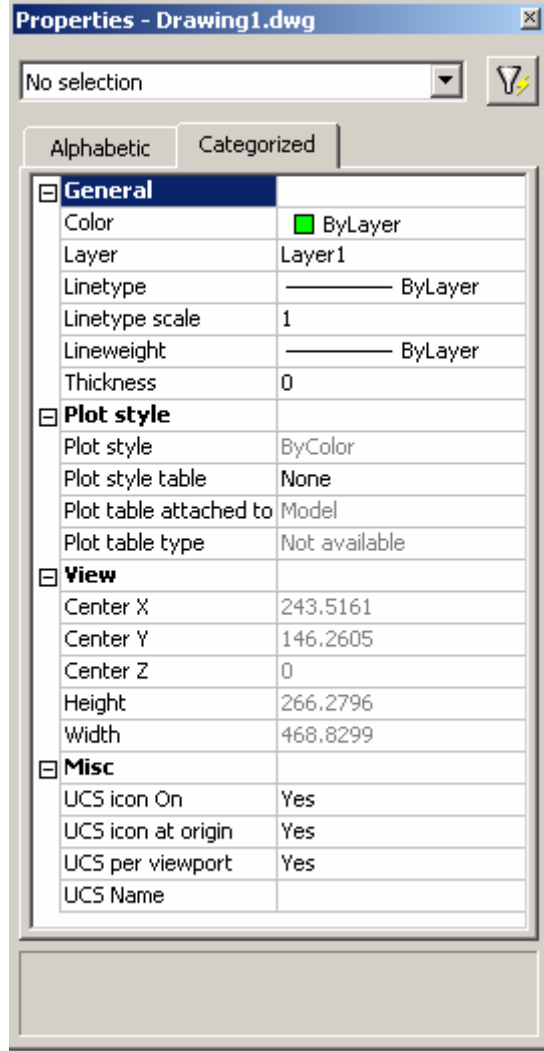 Properties - Drawing1.dwg
No selection
Alphabetic Categorized
General
Color ByLayer
Layer Layer1
Linetype ByLayer
Linetype scale 1
Lineweight ByLayer
Thickness 0
Plot style
Plot style ByColor
Plot style table None
Plot table attached to Model
Plot table type Not available
View
Center X 243.5161
Center Y 146.2605
Center Z 0
Height 266.2796
Width 468.8299
Misc
UCS icon On Yes
UCS icon at origin Yes
UCS per viewport Yes
UCS Name